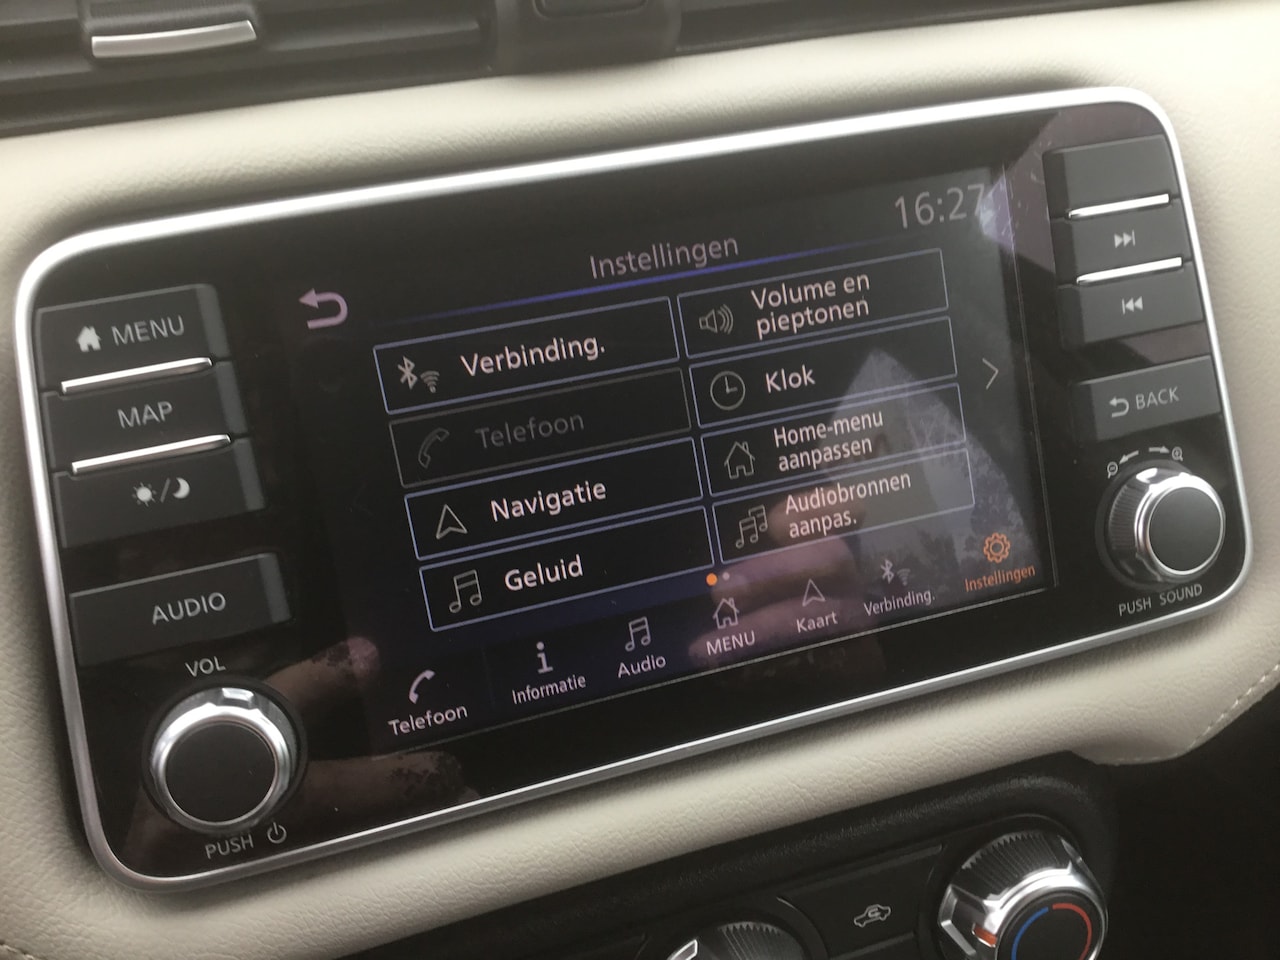 16:27
Instellingen
MENU
MAP
AUDIO
VOL
PUSH
Verbinding.
Telefoon
Navigatie
Geluid
Volume en
pieptonen
Klok
Home-menu
aanpassen
Audiobronnen
aanpas.
Telefoon
Informatie
Audio
MENU
Kaart
Verbinding.
Instellingen
BACK
PUSH SOUND